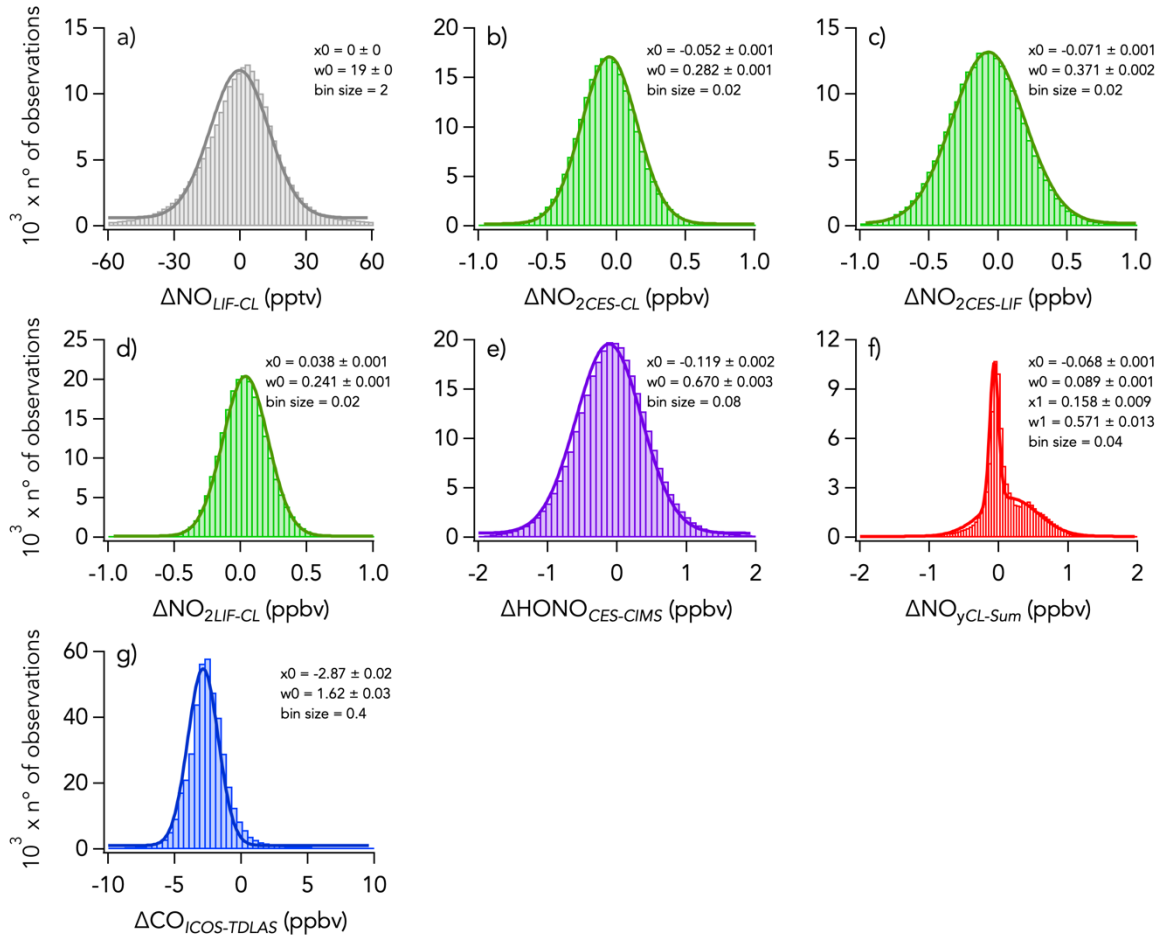 10³ x n° of observations
a)
x0 = 0 ± 0
w0 = 19 ± 0
bin size = 2
15
10
5
0
-60
-30
0
30
60
ΔNO_LIF-CL (pptv)
b)
x0 = -0.052 ± 0.001
w0 = 0.282 ± 0.001
bin size = 0.02
20
15
10
5
0
-1.0
-0.5
0.0
0.5
1.0
ΔNO₂CES-CL (ppbv)
c)
x0 = -0.071 ± 0.001
w0 = 0.371 ± 0.002
bin size = 0.02
15
10
5
0
-1.0
-0.5
0.0
0.5
1.0
ΔNO₂CES-LIF (ppbv)
10³ x n° of observations
d)
x0 = 0.038 ± 0.001
w0 = 0.241 ± 0.001
bin size = 0.02
25
20
15
10
5
0
-1.0
-0.5
0.0
0.5
1.0
ΔNO₂LIF-CL (ppbv)
e)
x0 = -0.119 ± 0.002
w0 = 0.670 ± 0.003
bin size = 0.08
20
15
10
5
0
-2
-1
0
1
2
ΔHONO_CES-CIMS (ppbv)
f)
x0 = -0.068 ± 0.001
w0 = 0.089 ± 0.001
x1 = 0.158 ± 0.009
w1 = 0.571 ± 0.013
bin size = 0.04
12
9
6
3
0
-2
-1
0
1
2
ΔNO_yCL-Sum (ppbv)
10³ x n° of observations
g)
x0 = -2.87 ± 0.02
w0 = 1.62 ± 0.03
bin size = 0.4
60
40
20
0
-10
-5
0
5
10
ΔCO_ICOS-TDLAS (ppbv)